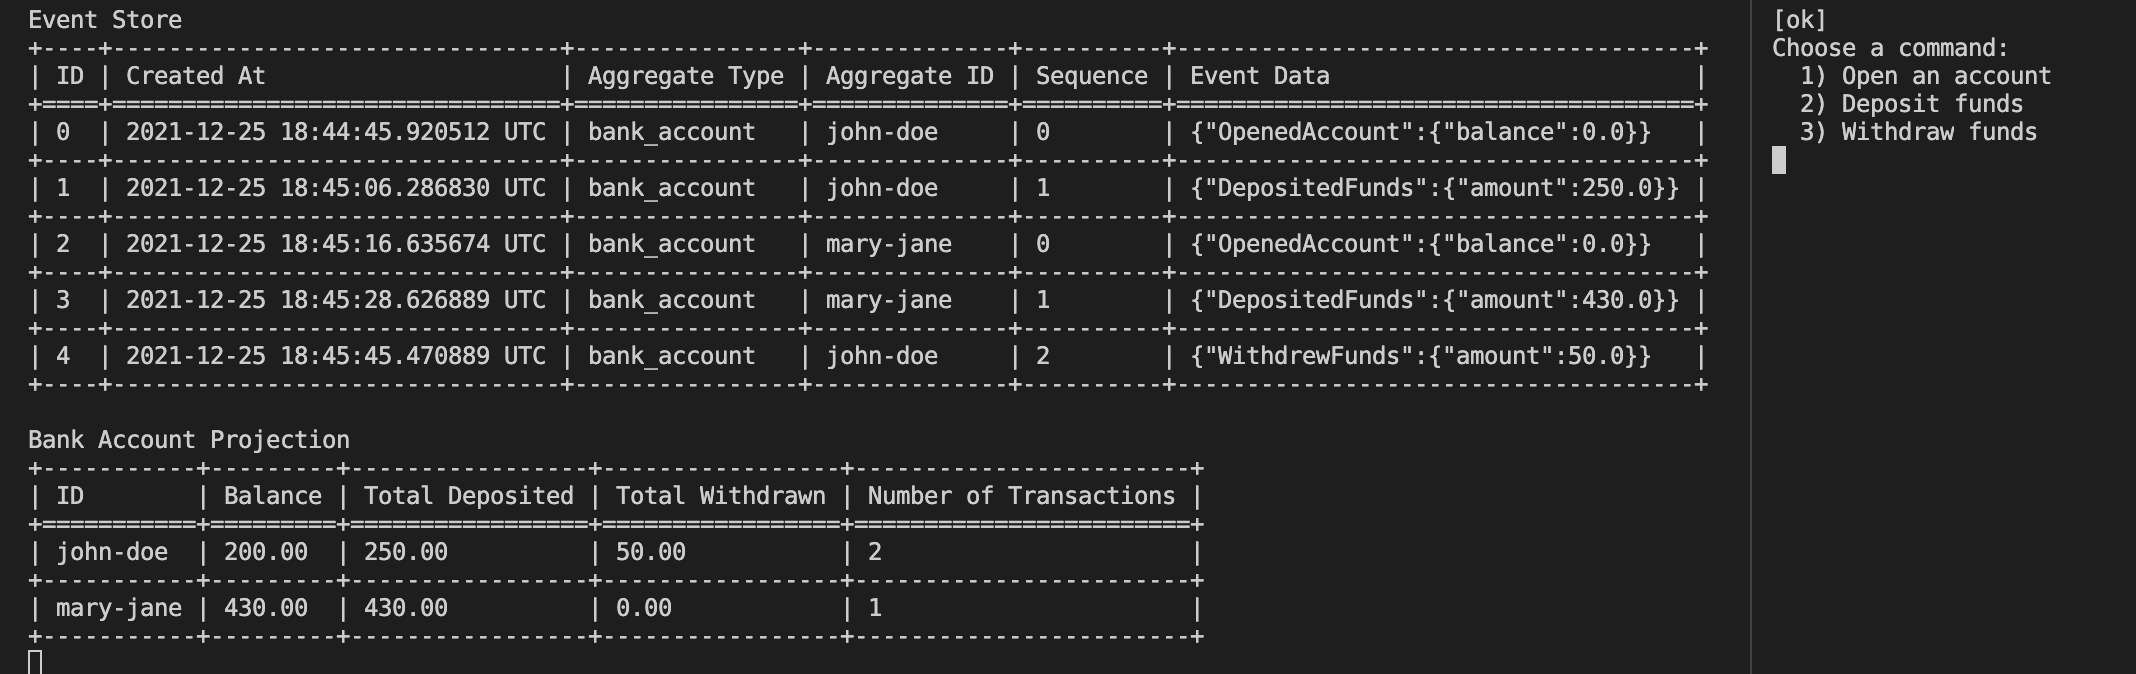 Event Store
+----+--------------------------------+----------------+--------------+----------+-------------------------------------+
| ID | Created At                     | Aggregate Type | Aggregate ID | Sequence | Event Data                          |
+====+================================+================+==============+==========+=====================================+
| 0  | 2021-12-25 18:44:45.920512 UTC | bank_account   | john-doe     | 0        | {"OpenedAccount":{"balance":0.0}}   |
+----+--------------------------------+----------------+--------------+----------+-------------------------------------+
| 1  | 2021-12-25 18:45:06.286830 UTC | bank_account   | john-doe     | 1        | {"DepositedFunds":{"amount":250.0}} |
+----+--------------------------------+----------------+--------------+----------+-------------------------------------+
| 2  | 2021-12-25 18:45:16.635674 UTC | bank_account   | mary-jane    | 0        | {"OpenedAccount":{"balance":0.0}}   |
+----+--------------------------------+----------------+--------------+----------+-------------------------------------+
| 3  | 2021-12-25 18:45:28.626889 UTC | bank_account   | mary-jane    | 1        | {"DepositedFunds":{"amount":430.0}} |
+----+--------------------------------+----------------+--------------+----------+-------------------------------------+
| 4  | 2021-12-25 18:45:45.470889 UTC | bank_account   | john-doe     | 2        | {"WithdrewFunds":{"amount":50.0}}   |
+----+--------------------------------+----------------+--------------+----------+-------------------------------------+
Bank Account Projection
+-----------+---------+-----------------+-----------------+------------------------+
| ID        | Balance | Total Deposited | Total Withdrawn | Number of Transactions |
+===========+=========+=================+=================+========================+
| john-doe  | 200.00  | 250.00          | 50.00           | 2                      |
+-----------+---------+-----------------+-----------------+------------------------+
| mary-jane | 430.00  | 430.00          | 0.00            | 1                      |
+-----------+---------+-----------------+-----------------+------------------------+
[ok]
Choose a command:
  1) Open an account
  2) Deposit funds
  3) Withdraw funds